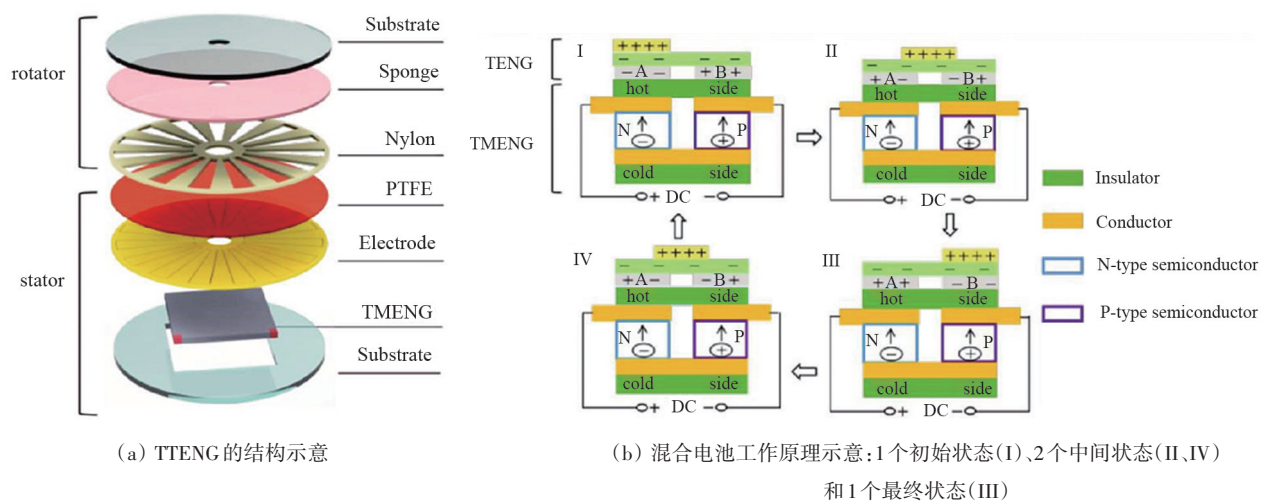 rotator
Substrate
Sponge
Nylon
stator
PTFE
Electrode
TMENG
Substrate
TENG
TMENG
I
++++
− − − −
−A− +B+
hot side
N P
− +
cold side
+ DC −
II
++++
− − − −
+A− −B+
hot side
N P
− +
cold side
+ DC −
IV
++++
− − − −
+A− −B+
hot side
N P
− +
cold side
+ DC −
III
++++
− − − −
+A+ −B−
hot side
N P
− +
cold side
+ DC −
Insulator
Conductor
N-type semiconductor
P-type semiconductor
(a) TTENG的结构示意
(b) 混合电池工作原理示意:1个初始状态(I)、2个中间状态(II、IV)
和1个最终状态(III)